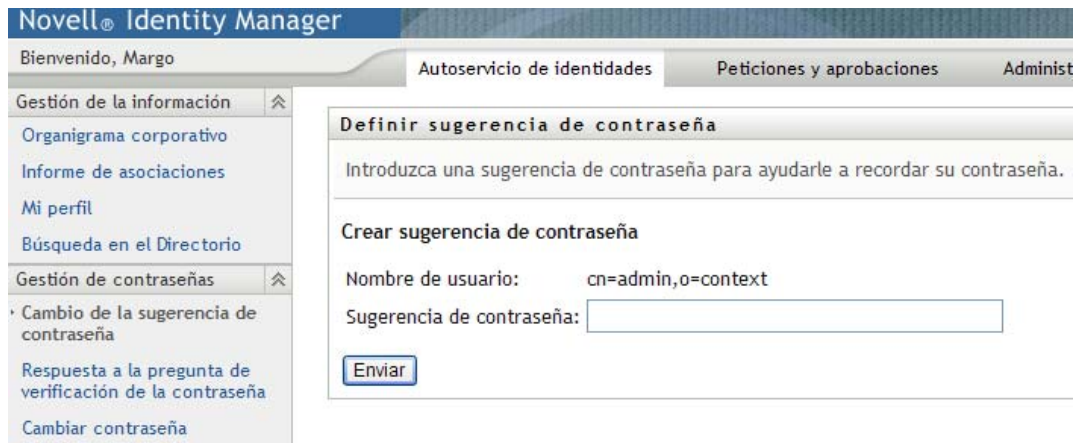 Novell® Identity Manager
Bienvenido, Margo
Autoservicio de identidades
Peticiones y aprobaciones
Administ
Gestión de la información
Organigrama corporativo
Informe de asociaciones
Mi perfil
Búsqueda en el Directorio
Gestión de contraseñas
Cambio de la sugerencia de
contraseña
Respuesta a la pregunta de
verificación de la contraseña
Cambiar contraseña
Definir sugerencia de contraseña
Introduzca una sugerencia de contraseña para ayudarle a recordar su contraseña.
Crear sugerencia de contraseña
Nombre de usuario: cn=admin,o=context
Sugerencia de contraseña:
Enviar